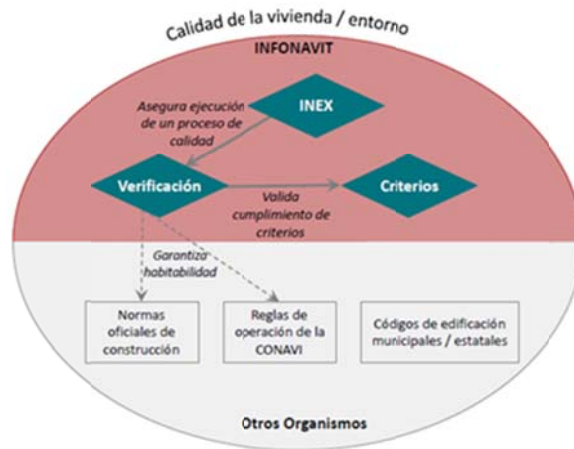 Calidad de la vivienda / entorno
INFONAVIT
Asegura ejecución
de un proceso de
calidad
INEX
Verificación
Criterios
Valida
cumplimiento de
criterios
Garantiza
habitabilidad
Normas
oficiales de
construcción
Reglas de
operación de la
CONAVI
Códigos de edificación
municipales / estatales
Otros Organismos